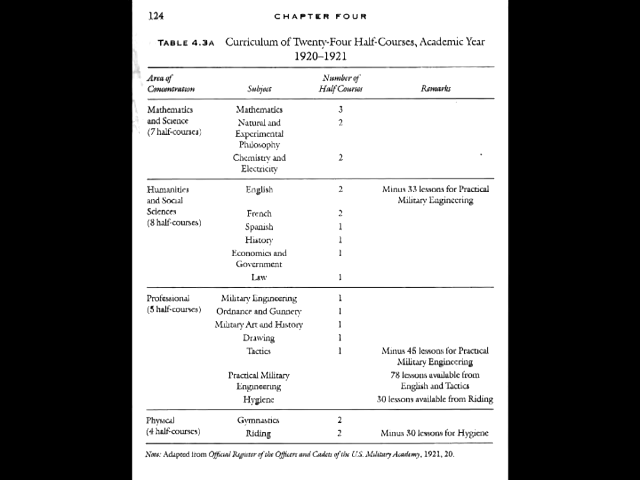 124 CHAPTER FOUR
TABLE 4.3A Curriculum of Twenty-Four Half-Courses, Academic Year
1920–1921
Area of Number of
Concentration Subject Half Courses Remarks
Mathematics Mathematics 3
and Science Natural and 2
(7 half-courses) Experimental
Philosophy
Chemistry and 2
Electricity
Humanities English 2 Minus 33 lessons for Practical
and Social Military Engineering
Sciences French 2
(8 half-courses) Spanish 1
History 1
Economics and 1
Government
Law 1
Professional Military Engineering 1
(5 half-courses) Ordnance and Gunnery 1
Military Art and History 1
Drawing 1
Tactics 1 Minus 45 lessons for Practical
Military Engineering
Practical Military 78 lessons available from
Engineering English and Tactics
Hygiene 30 lessons available from Riding
Physical Gymnastics 2
(4 half-courses) Riding 2 Minus 30 lessons for Hygiene
Note: Adapted from Official Register of the Officers and Cadets of the U.S. Military Academy, 1921, 20.